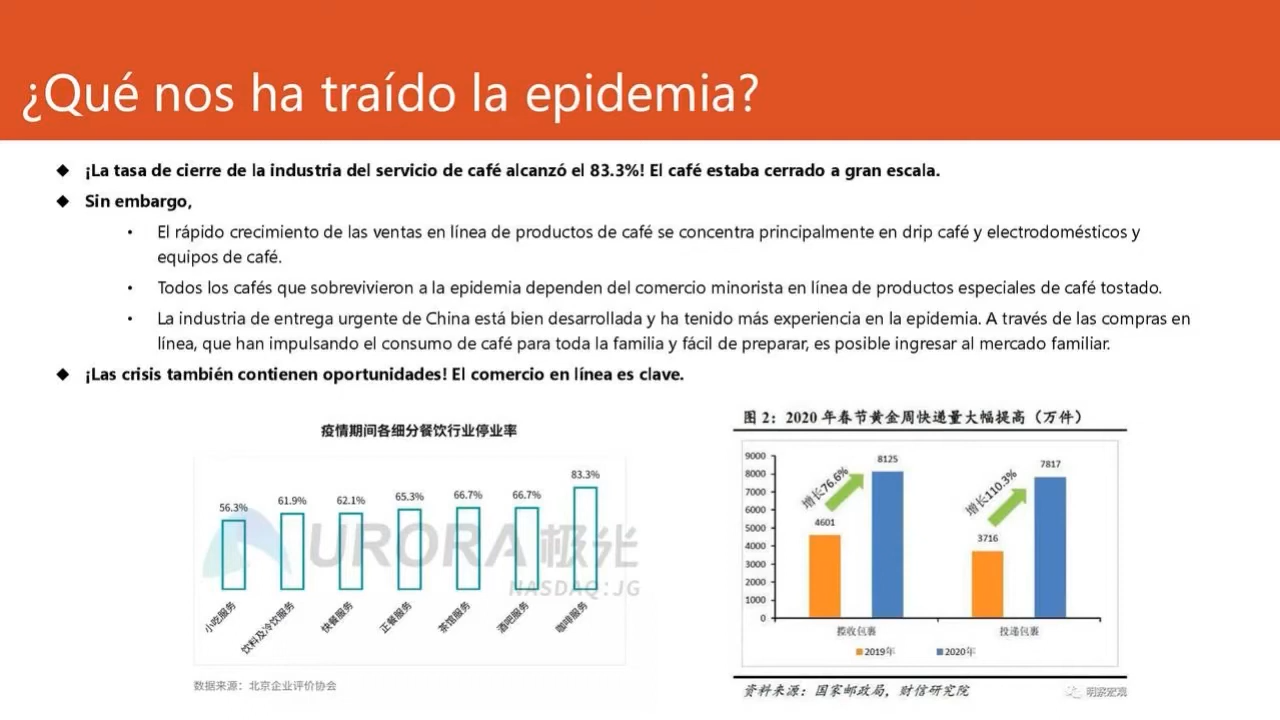 ¿Qué nos ha traído la epidemia?
◆ ¡La tasa de cierre de la industria del servicio de café alcanzó el 83.3%! El café estaba cerrado a gran escala.
◆ Sin embargo,
• El rápido crecimiento de las ventas en línea de productos de café se concentra principalmente en drip café y electrodomésticos y
equipos de café.
• Todos los cafés que sobrevivieron a la epidemia dependen del comercio minorista en línea de productos especiales de café tostado.
• La industria de entrega urgente de China está bien desarrollada y ha tenido más experiencia en la epidemia. A través de las compras en
línea, que han impulsando el consumo de café para toda la familia y fácil de preparar, es posible ingresar al mercado familiar.
◆ ¡Las crisis también contienen oportunidades! El comercio en línea es clave.
疫情期间各细分餐饮行业停业率
56.3%
61.9%
62.1%
65.3%
66.7%
66.7%
83.3%
URORA极光
NASDAQ:JG
小吃服务
饮料及冷饮服务
快餐服务
正餐服务
茶馆服务
酒吧服务
咖啡服务
数据来源：北京企业评价协会
图 2：2020 年春节黄金周快递量大幅提高（万件）
9000
8000
7000
6000
5000
4000
3000
2000
1000
0
增长76.6%
4601
8125
增长110.3%
3716
7817
揽收包裹
投递包裹
2019年
2020年
资料来源：国家邮政局，财信研究院
明察宏观